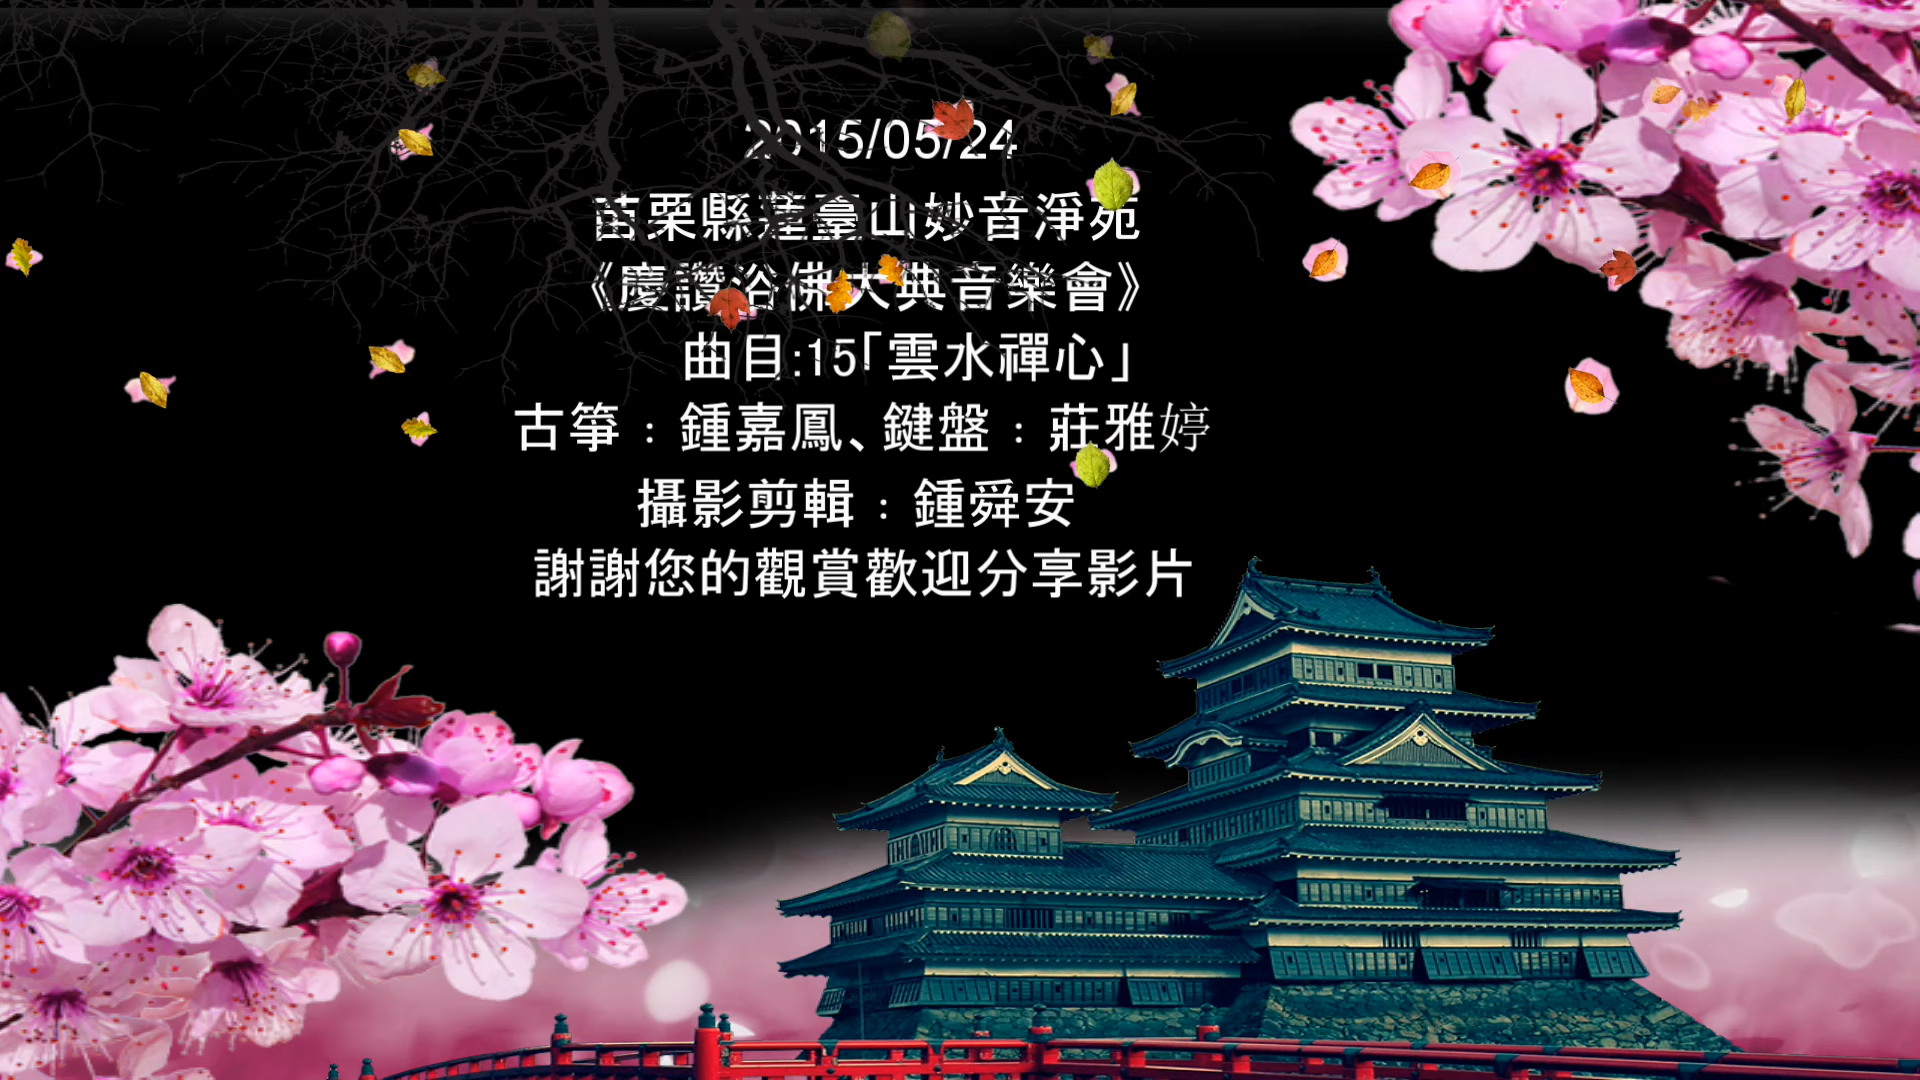 2015/05/24
苗栗縣蓮臺山妙音淨苑
《慶讚浴佛大典音樂會》
曲目:15「雲水禪心」
古箏：鍾嘉鳳、鍵盤：莊雅婷
攝影剪輯：鍾舜安
謝謝您的觀賞歡迎分享影片